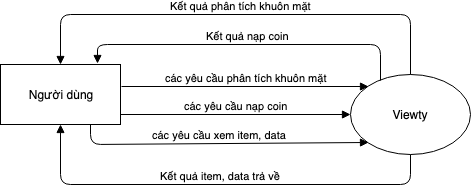 Kết quả phân tích khuôn mặt
Kết quả nạp coin
các yêu cầu phân tích khuôn mặt
Người dùng
các yêu cầu nạp coin
Viewty
các yêu cầu xem item, data
Kết quả item, data trả về